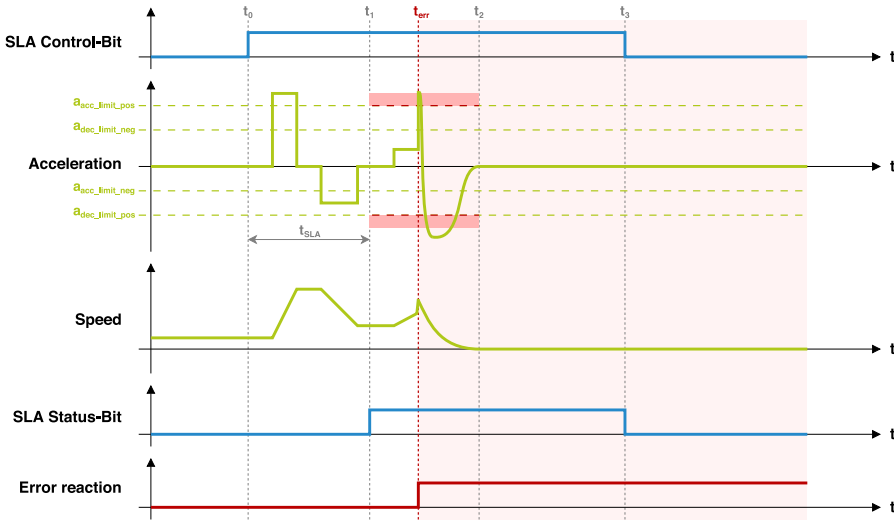 t0 t1 terr t2 t3
SLA Control-Bit
t
aacc_limit_pos
adec_limit_neg
Acceleration
t
aacc_limit_neg
adec_limit_pos
tSLA
Speed
t
SLA Status-Bit
t
Error reaction
t